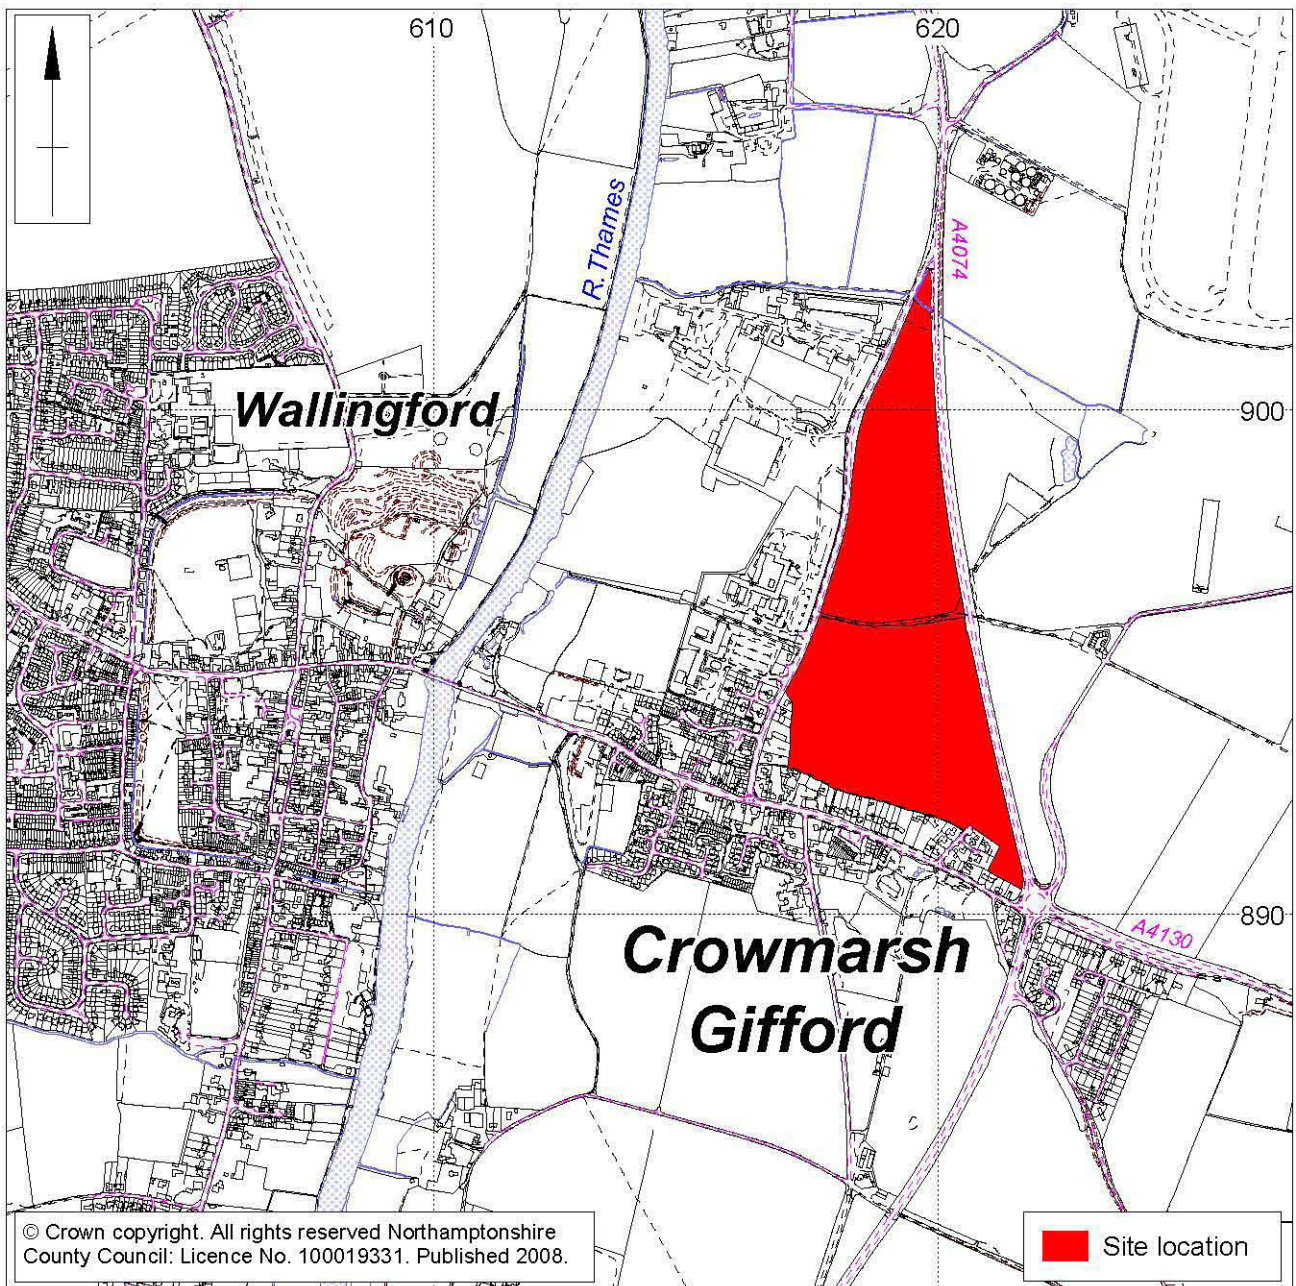 610
620
R. Thames
A4074
Wallingford
900
Crowmarsh
Gifford
890
A4130
© Crown copyright. All rights reserved Northamptonshire
County Council: Licence No. 100019331. Published 2008.
Site location